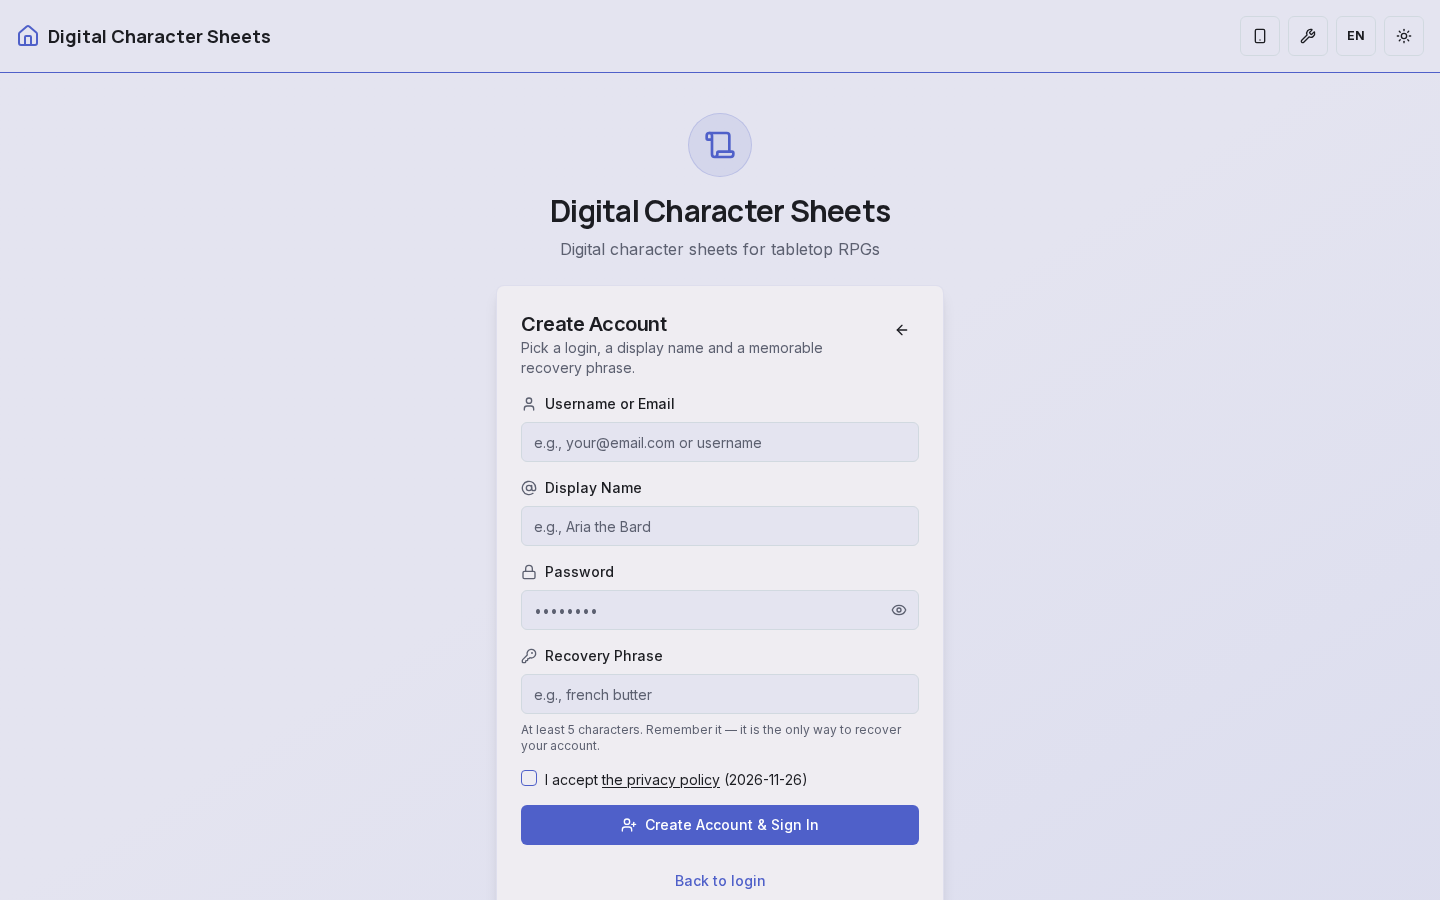 Digital Character Sheets
EN
Digital Character Sheets
Digital character sheets for tabletop RPGs
Create Account
Pick a login, a display name and a memorable
recovery phrase.
Username or Email
e.g., your@email.com or username
Display Name
e.g., Aria the Bard
Password
••••••••
Recovery Phrase
e.g., french butter
At least 5 characters. Remember it — it is the only way to recover
your account.
I accept the privacy policy (2026-11-26)
Create Account & Sign In
Back to login